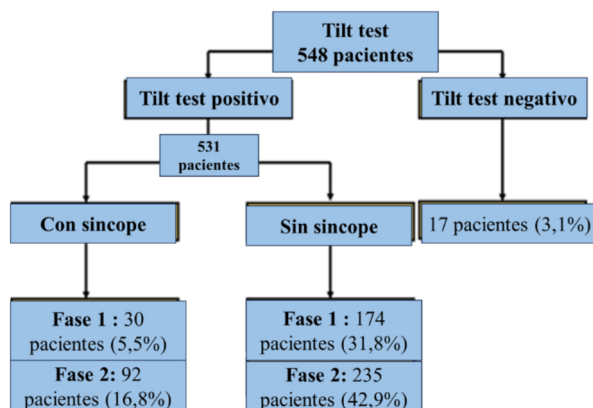 Tilt test
548 pacientes
Tilt test positivo
Tilt test negativo
531
pacientes
Con sincope
Sin sincope
17 pacientes (3,1%)
Fase 1 : 30
pacientes (5,5%)
Fase 2: 92
pacientes (16,8%)
Fase 1 : 174
pacientes (31,8%)
Fase 2: 235
pacientes (42,9%)